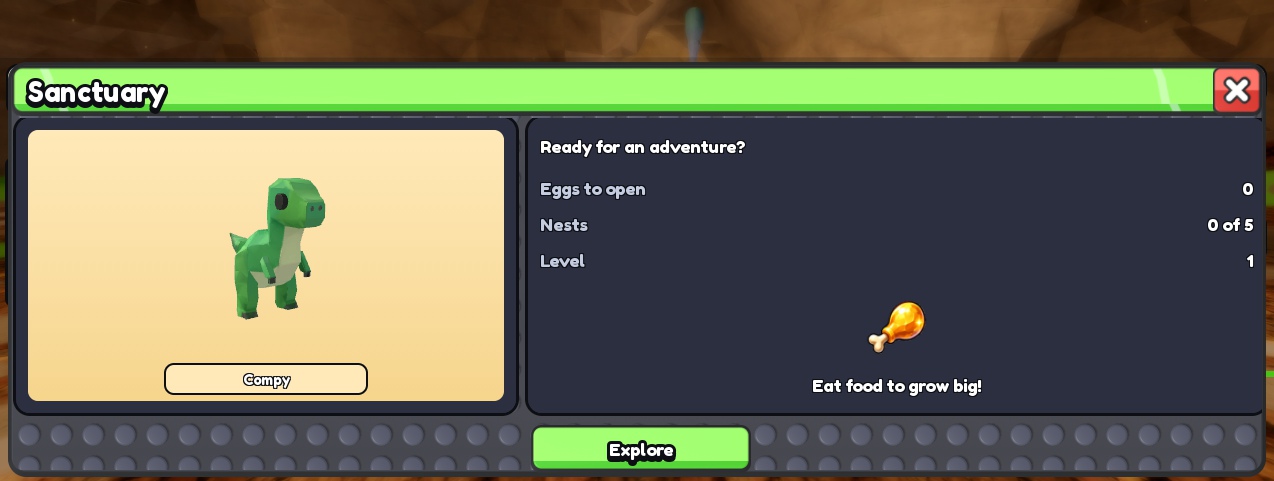 Sanctuary
Compy
Ready for an adventure?
Eggs to open 0
Nests 0 of 5
Level 1
Eat food to grow big!
Explore